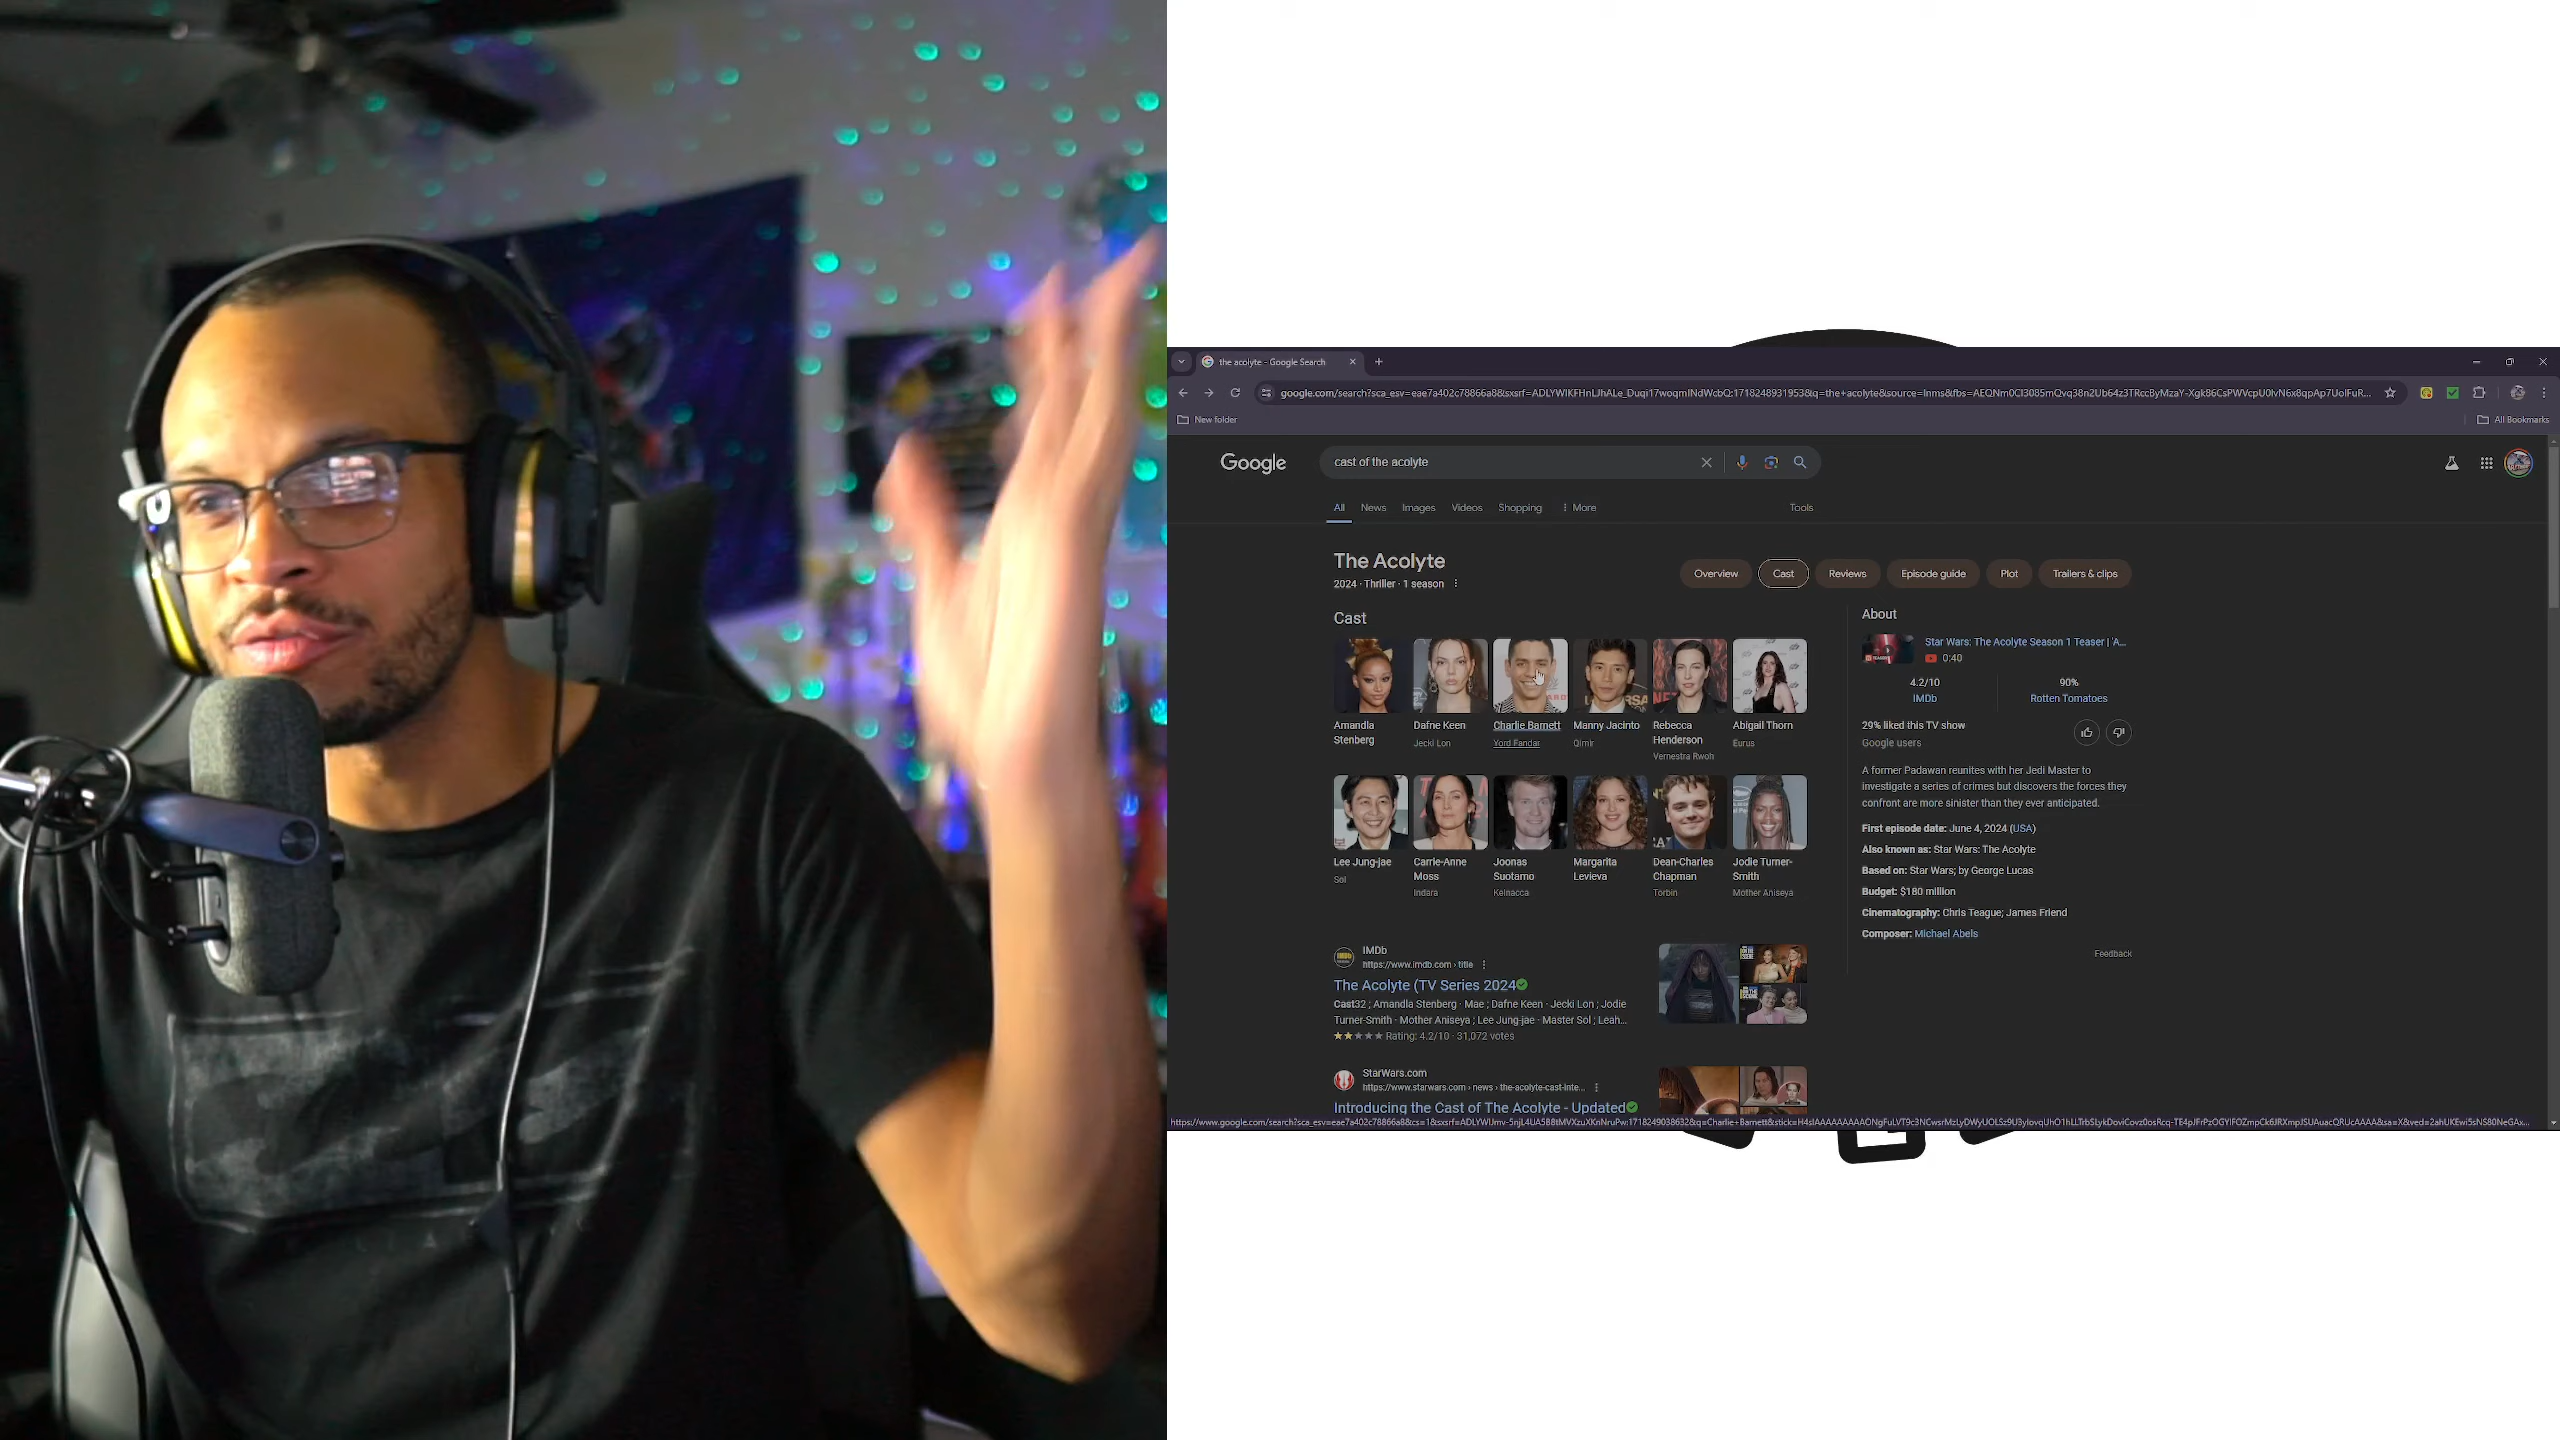 the acolyte - Google Search
New folder
All Bookmarks
Google
cast of the acolyte
All News Images Videos Shopping More Tools
The Acolyte
2024 · Thriller · 1 season
Overview Cast Reviews Episode guide Plot Trailers & clips
Cast
Amandla Stenberg
Dafne Keen
Jecki Lon
Charlie Barnett
Yord Fandar
Manny Jacinto
Qimir
Rebecca Henderson
Vernestra Rwoh
Abigail Thorn
Eurus
Lee Jung-jae
Sol
Carrie-Anne Moss
Indara
Joonas Suotamo
Kelnacca
Margarita Levieva
Dean-Charles Chapman
Torbin
Jodie Turner-Smith
Mother Aniseya
About
Star Wars: The Acolyte Season 1 Teaser | 'A...
0:40
4.2/10
IMDb
90%
Rotten Tomatoes
29% liked this TV show
Google users
A former Padawan reunites with her Jedi Master to
investigate a series of crimes but discovers the forces they
confront are more sinister than they ever anticipated.
First episode date: June 4, 2024 (USA)
Also known as: Star Wars: The Acolyte
Based on: Star Wars; by George Lucas
Budget: $180 million
Cinematography: Chris Teague; James Friend
Composer: Michael Abels
Feedback
IMDb
https://www.imdb.com › title
The Acolyte (TV Series 2024
Cast32 ; Amandla Stenberg · Mae ; Dafne Keen · Jecki Lon ; Jodie
Turner-Smith · Mother Aniseya ; Lee Jung-jae · Master Sol ; Leah...
Rating: 4.2/10 · 31,072 votes
StarWars.com
https://www.starwars.com › news › the-acolyte-cast-inte...
Introducing the Cast of The Acolyte - Updated